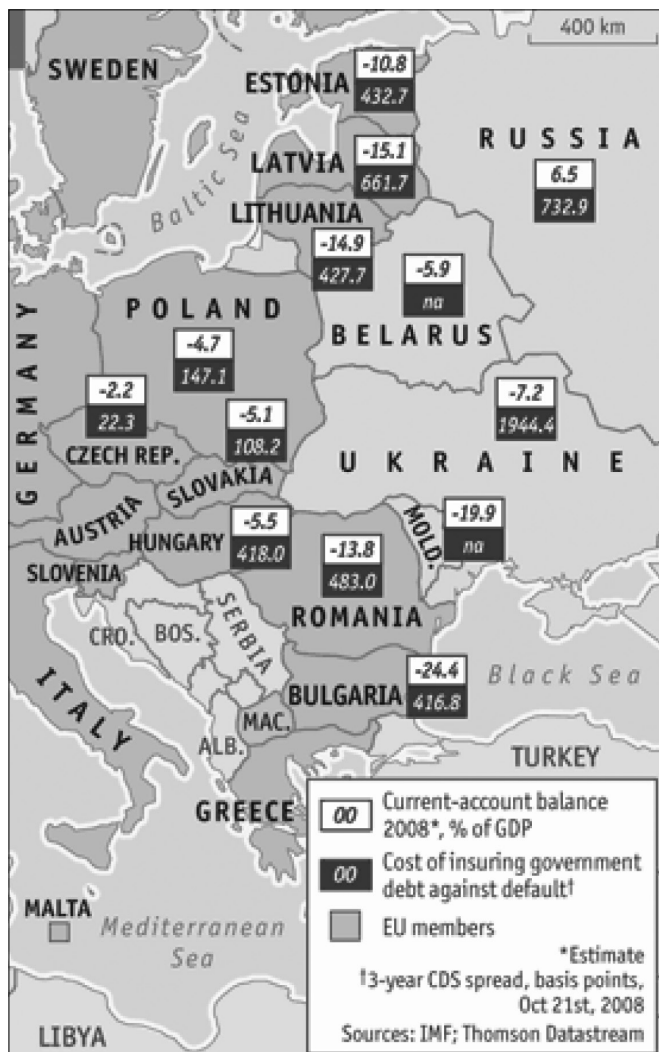 400 km
SWEDEN
ESTONIA
-10.8
432.7
Baltic Sea
LATVIA
-15.1
661.7
RUSSIA
6.5
732.9
LITHUANIA
-14.9
427.7
-5.9
na
BELARUS
GERMANY
POLAND
-4.7
147.1
-2.2
22.3
CZECH REP.
-5.1
108.2
SLOVAKIA
-7.2
1944.4
UKRAINE
AUSTRIA
HUNGARY
-5.5
418.0
MOLD.
-19.9
na
SLOVENIA
-13.8
483.0
ROMANIA
CRO.
BOS.
SERBIA
ITALY
BULGARIA
-24.4
416.8
Black Sea
MAC.
ALB.
TURKEY
GREECE
MALTA
Mediterranean
Sea
LIBYA
00 Current-account balance
2008*, % of GDP
00 Cost of insuring government
debt against default†
EU members
*Estimate
†3-year CDS spread, basis points,
Oct 21st, 2008
Sources: IMF; Thomson Datastream